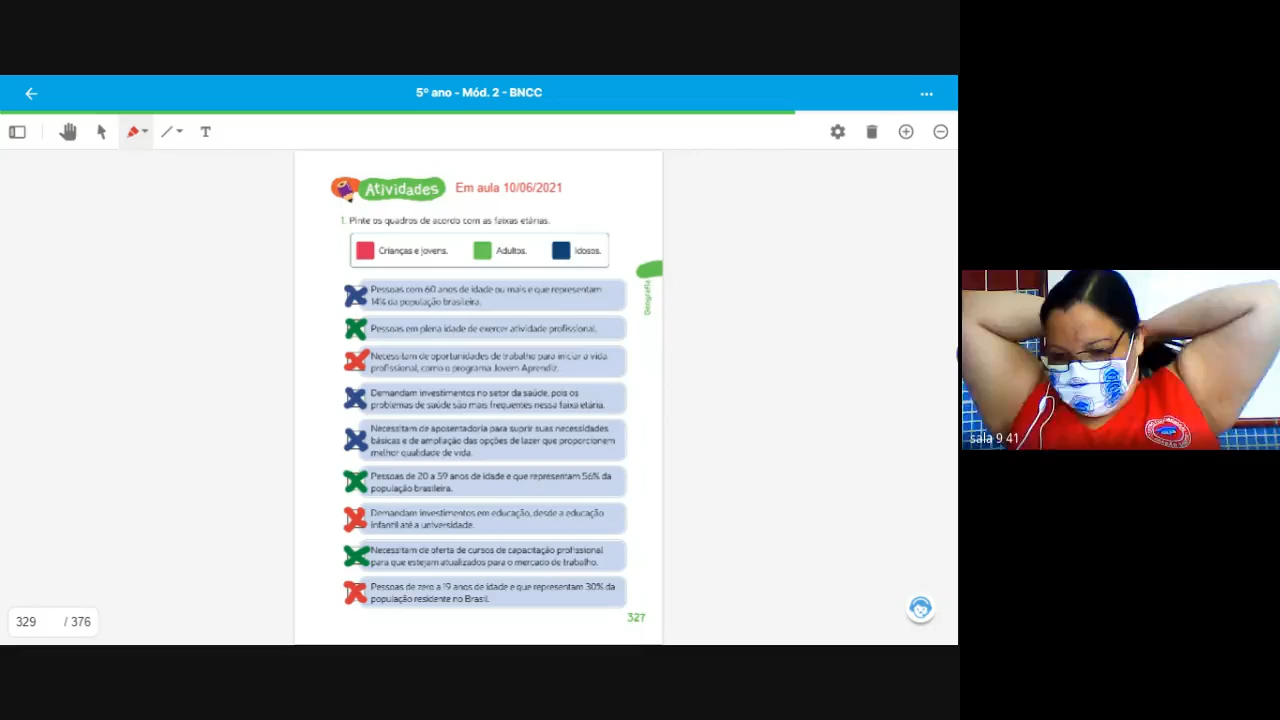 5º ano - Mód. 2 - BNCC
T
Atividades
Em aula 10/06/2021
1. Pinte os quadros de acordo com as faixas etárias.
Crianças e jovens. Adultos. Idosos.
Pessoas com 60 anos de idade ou mais e que representam
14% da população brasileira.
Pessoas em plena idade de exercer atividade profissional.
Necessitam de oportunidades de trabalho para iniciar a vida
profissional, como o programa Jovem Aprendiz.
Demandam investimentos no setor da saúde, pois os
problemas de saúde são mais frequentes nessa faixa etária.
Necessitam de aposentadoria para suprir suas necessidades
básicas e de ampliação das opções de lazer que proporcionem
melhor qualidade de vida.
Pessoas de 20 a 59 anos de idade e que representam 56% da
população brasileira.
Demandam investimentos em educação, desde a educação
infantil até a universidade.
Necessitam de oferta de cursos de capacitação profissional
para que estejam atualizados para o mercado de trabalho.
Pessoas de zero a 19 anos de idade e que representam 30% da
população residente no Brasil.
Geografia
327
329 / 376
sala 9 41